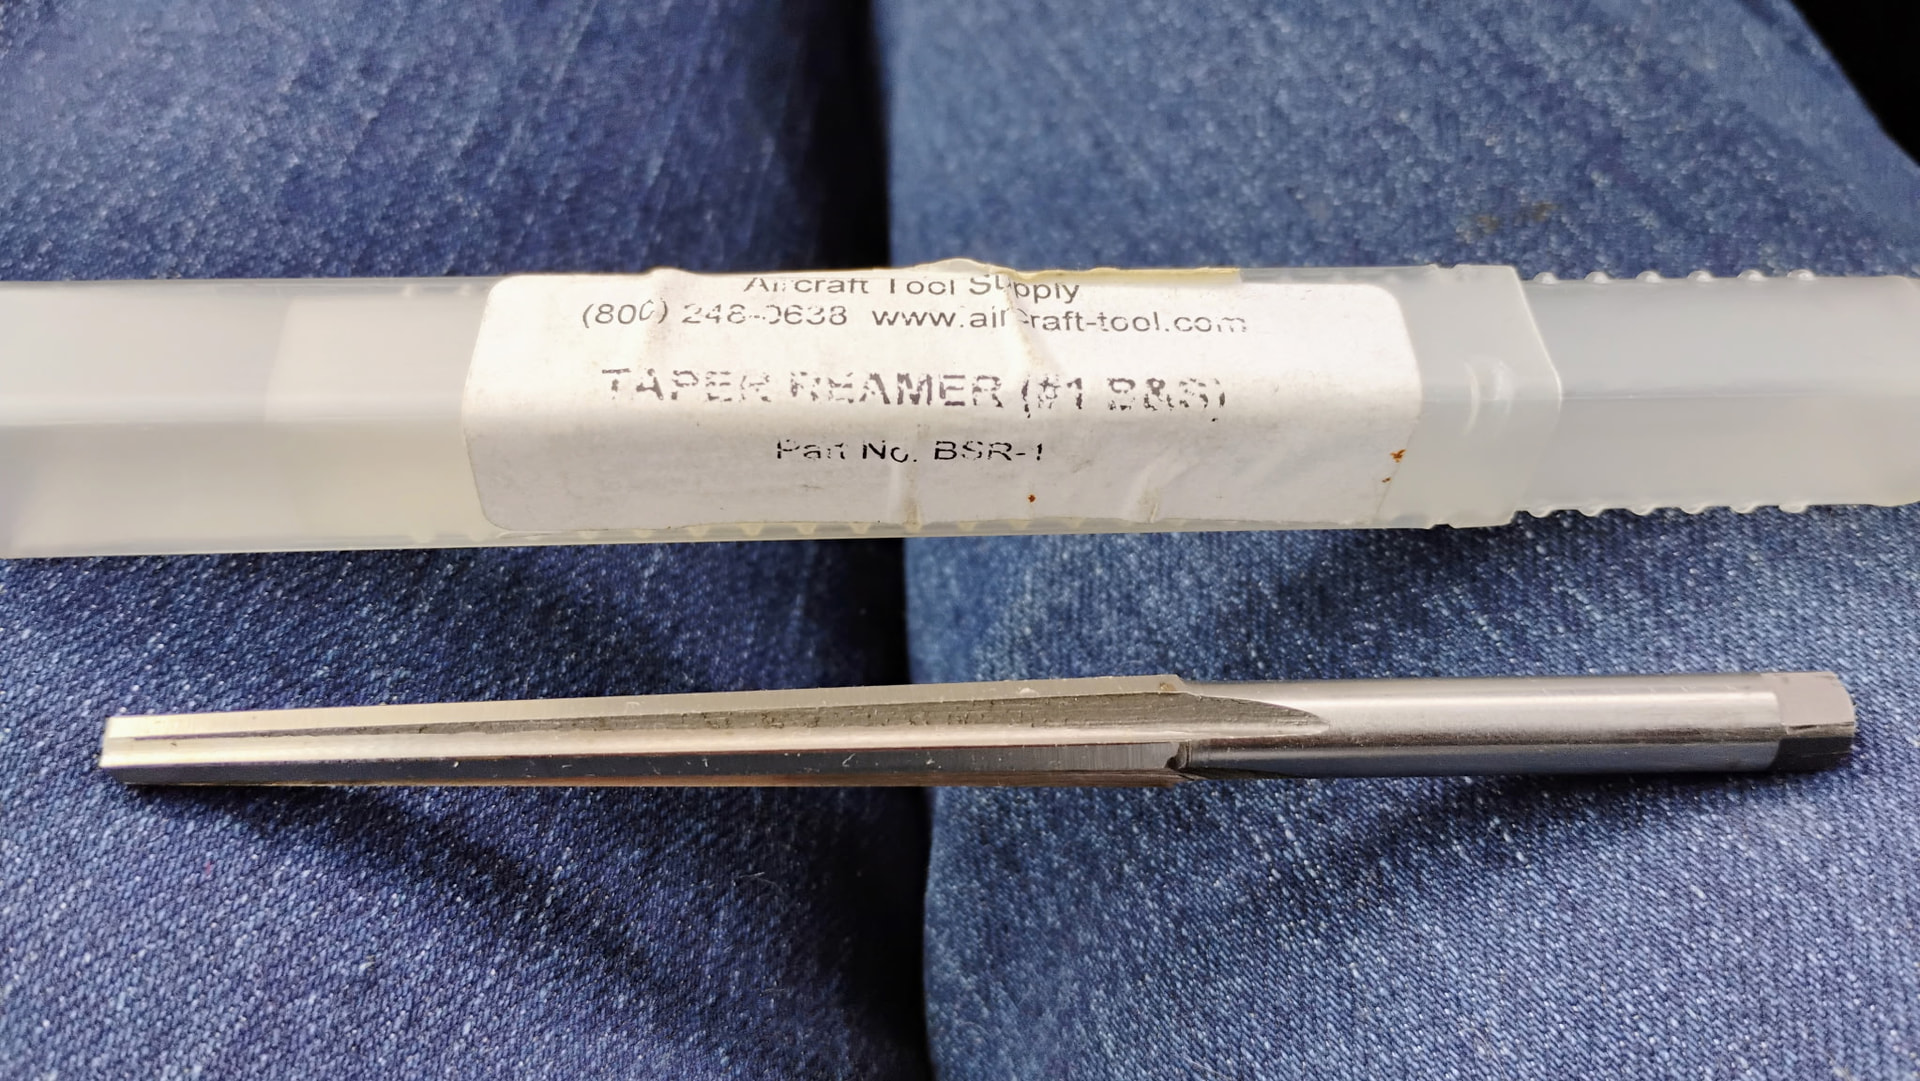 Aircraft Tool Supply
(800) 248-0638 www.aircraft-tool.com
TAPER REAMER (#1 B&S)
Part No. BSR-1